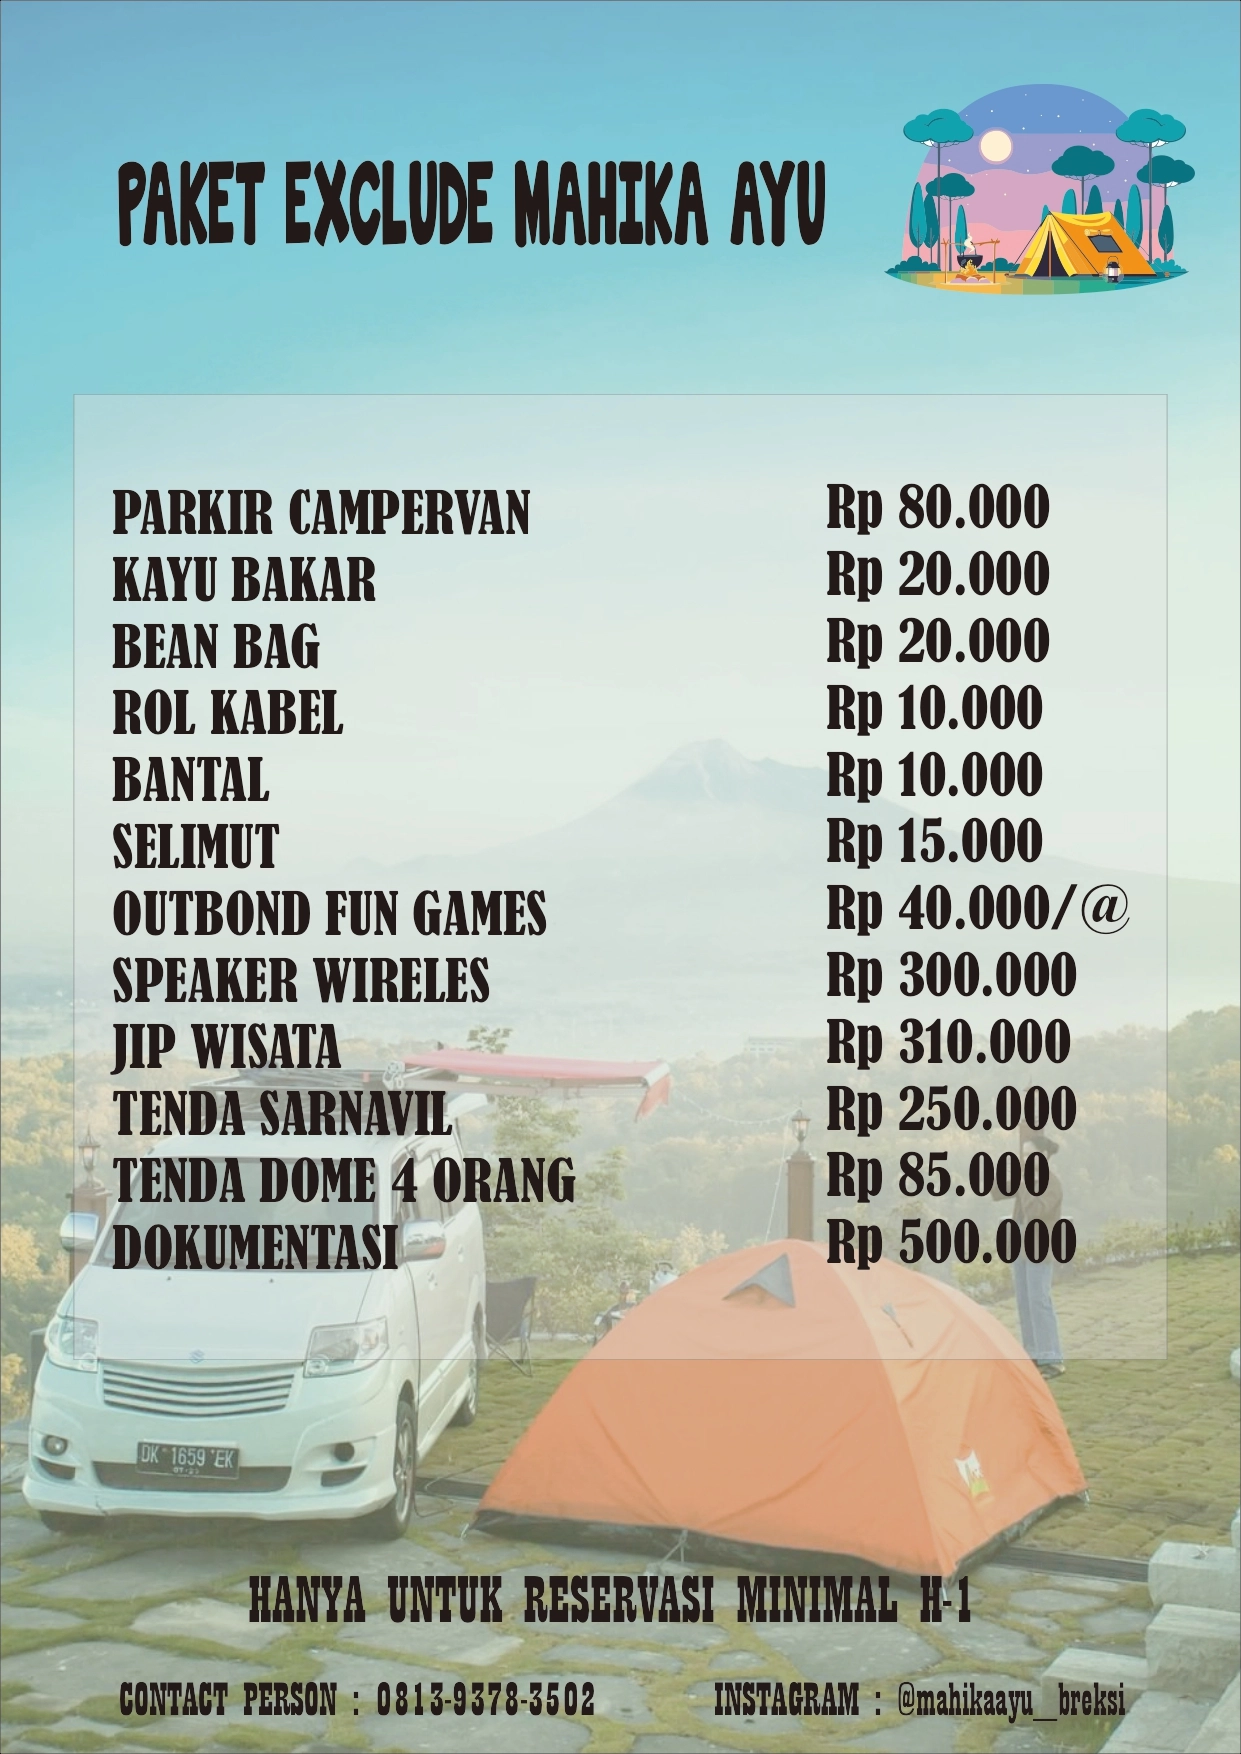 PAKET EXCLUDE MAHIKA AYU
PARKIR CAMPERVAN Rp 80.000
KAYU BAKAR Rp 20.000
BEAN BAG Rp 20.000
ROL KABEL Rp 10.000
BANTAL Rp 10.000
SELIMUT Rp 15.000
OUTBOND FUN GAMES Rp 40.000/@
SPEAKER WIRELES Rp 300.000
JIP WISATA Rp 310.000
TENDA SARNAVIL Rp 250.000
TENDA DOME 4 ORANG Rp 85.000
DOKUMENTASI Rp 500.000
DK 1659 EK
HANYA UNTUK RESERVASI MINIMAL H-1
CONTACT PERSON : 0813-9378-3502 INSTAGRAM : @mahikaayu_breksi